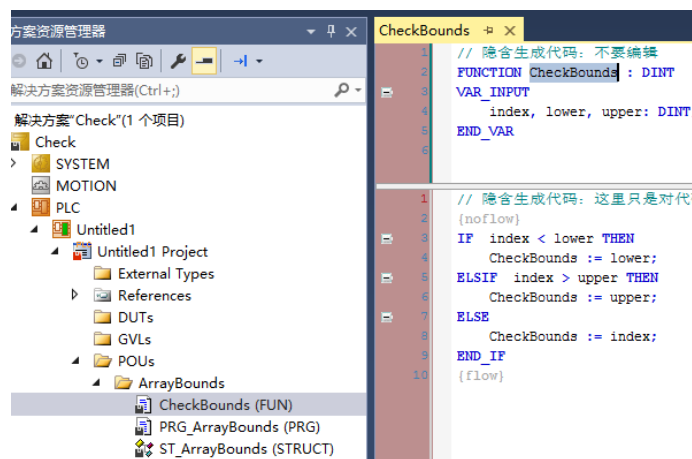 方案资源管理器
解决方案资源管理器(Ctrl+;)
解决方案"Check"(1 个项目)
Check
SYSTEM
MOTION
PLC
Untitled1
Untitled1 Project
External Types
References
DUTs
GVLs
POUs
ArrayBounds
CheckBounds (FUN)
PRG_ArrayBounds (PRG)
ST_ArrayBounds (STRUCT)
CheckBounds
1 // 隐含生成代码：不要编辑
2 FUNCTION CheckBounds : DINT
3 VAR_INPUT
4 index, lower, upper: DINT
5 END_VAR
6
1 // 隐含生成代码：这里只是对代
2 {noflow}
3 IF index < lower THEN
4 CheckBounds := lower;
5 ELSIF index > upper THEN
6 CheckBounds := upper;
7 ELSE
8 CheckBounds := index;
9 END_IF
10 {flow}